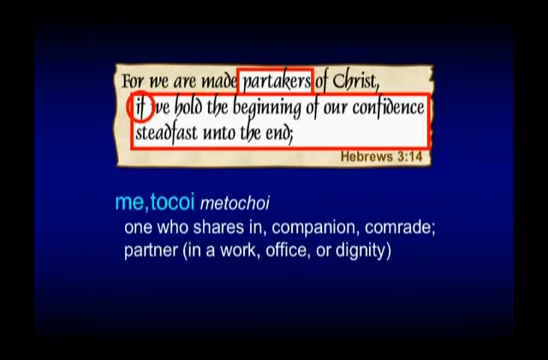 For we are made partakers of Christ,
if we hold the beginning of our confidence
steadfast unto the end;
Hebrews 3:14
me,tocoi metochoi
one who shares in, companion, comrade;
partner (in a work, office, or dignity)